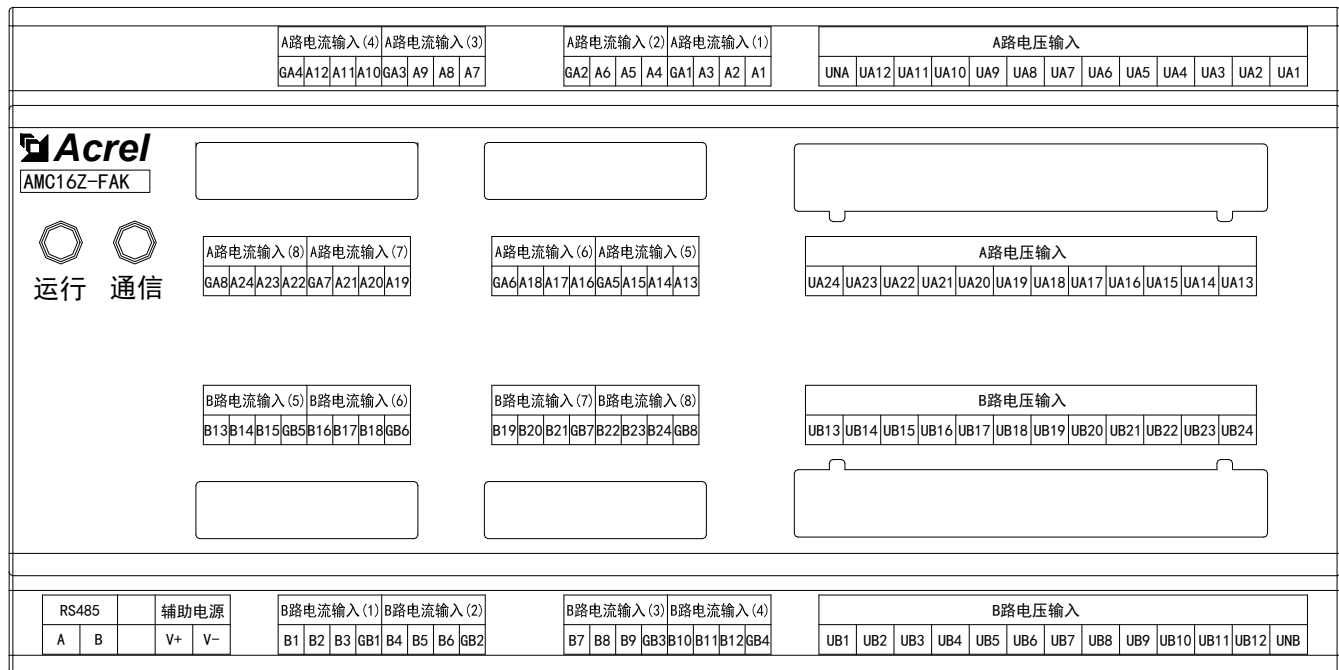 A路电流输入(4) A路电流输入(3) A路电流输入(2) A路电流输入(1) A路电压输入
GA4 A12 A11 A10 GA3 A9 A8 A7 GA2 A6 A5 A4 GA1 A3 A2 A1 UNA UA12 UA11 UA10 UA9 UA8 UA7 UA6 UA5 UA4 UA3 UA2 UA1
Acrel
AMC16Z-FAK
运行 通信
A路电流输入(8) A路电流输入(7) A路电流输入(6) A路电流输入(5) A路电压输入
GA8 A24 A23 A22 GA7 A21 A20 A19 GA6 A18 A17 A16 GA5 A15 A14 A13 UA24 UA23 UA22 UA21 UA20 UA19 UA18 UA17 UA16 UA15 UA14 UA13
B路电流输入(5) B路电流输入(6) B路电流输入(7) B路电流输入(8) B路电压输入
B13 B14 B15 GB5 B16 B17 B18 GB6 B19 B20 B21 GB7 B22 B23 B24 GB8 UB13 UB14 UB15 UB16 UB17 UB18 UB19 UB20 UB21 UB22 UB23 UB24
RS485 辅助电源 B路电流输入(1) B路电流输入(2) B路电流输入(3) B路电流输入(4) B路电压输入
A B V+ V- B1 B2 B3 GB1 B4 B5 B6 GB2 B7 B8 B9 GB3 B10 B11 B12 GB4 UB1 UB2 UB3 UB4 UB5 UB6 UB7 UB8 UB9 UB10 UB11 UB12 UNB